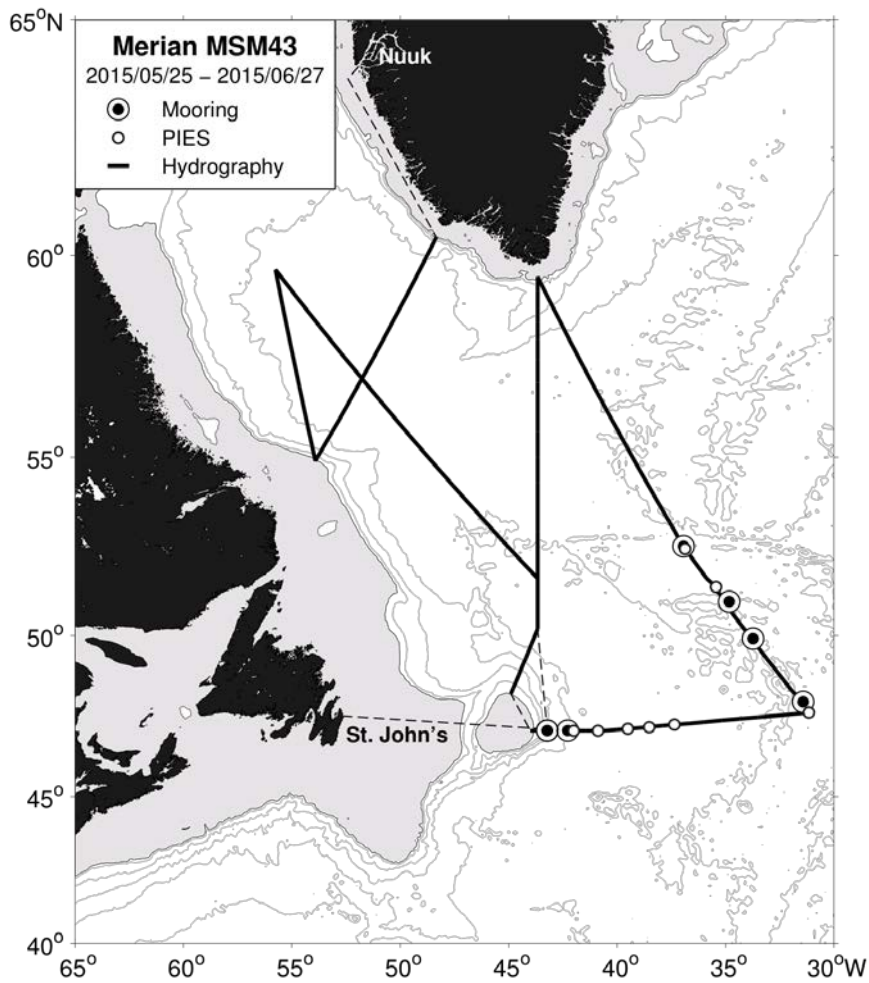 65°N
Merian MSM43
2015/05/25 – 2015/06/27
Mooring
PIES
Hydrography
Nuuk
60°
55°
50°
St. John's
45°
40°
65° 60° 55° 50° 45° 40° 35° 30°W